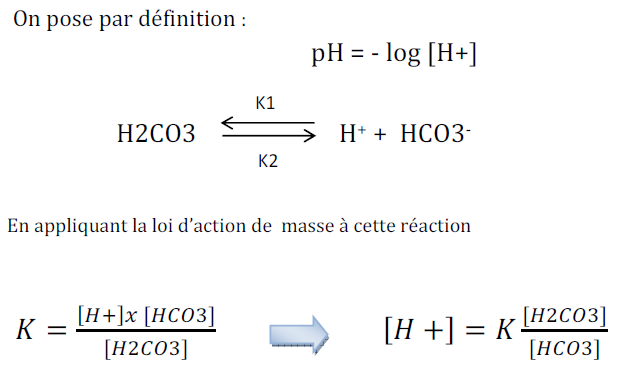 On pose par définition :
pH = - log [H+]
K1
H2CO3 ⇄ H⁺ + HCO3⁻
K2
En appliquant la loi d'action de masse à cette réaction
K = [H+]x [HCO3] / [H2CO3] ⇒ [H +] = K [H2CO3] / [HCO3]